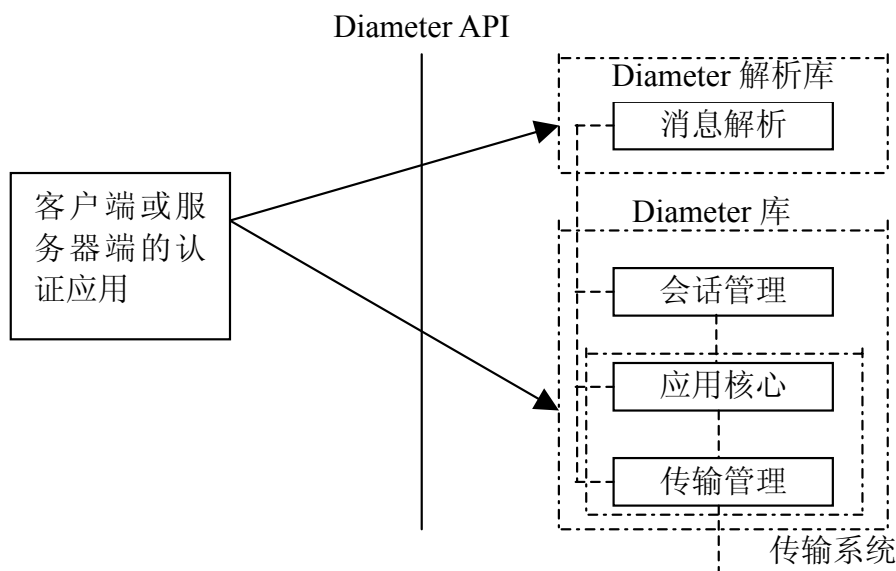 Diameter API
Diameter 解析库
消息解析
客户端或服
务器端的认
证应用
Diameter 库
会话管理
应用核心
传输管理
传输系统